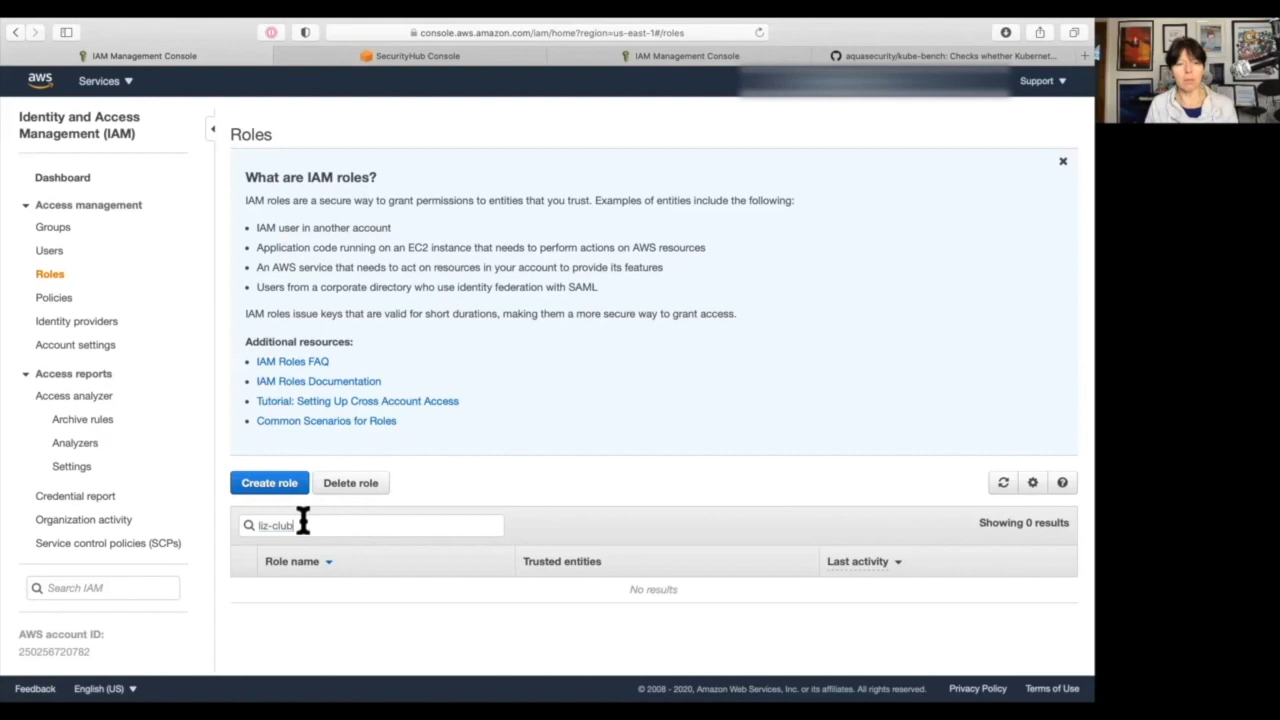 console.aws.amazon.com/iam/home?region=us-east-1#/roles
IAM Management Console
SecurityHub Console
IAM Management Console
aquasecurity/kube-bench: Checks whether Kubernet...
aws
Services
Support
Identity and Access
Management (IAM)
Dashboard
Access management
Groups
Users
Roles
Policies
Identity providers
Account settings
Access reports
Access analyzer
Archive rules
Analyzers
Settings
Credential report
Organization activity
Service control policies (SCPs)
Search IAM
AWS account ID:
250256720782
Roles
What are IAM roles?
IAM roles are a secure way to grant permissions to entities that you trust. Examples of entities include the following:
• IAM user in another account
• Application code running on an EC2 instance that needs to perform actions on AWS resources
• An AWS service that needs to act on resources in your account to provide its features
• Users from a corporate directory who use identity federation with SAML
IAM roles issue keys that are valid for short durations, making them a more secure way to grant access.
Additional resources:
• IAM Roles FAQ
• IAM Roles Documentation
• Tutorial: Setting Up Cross Account Access
• Common Scenarios for Roles
Create role
Delete role
liz-club
Showing 0 results
Role name
Trusted entities
Last activity
No results
Feedback
English (US)
© 2008 - 2020, Amazon Web Services, Inc. or its affiliates. All rights reserved.
Privacy Policy
Terms of Use